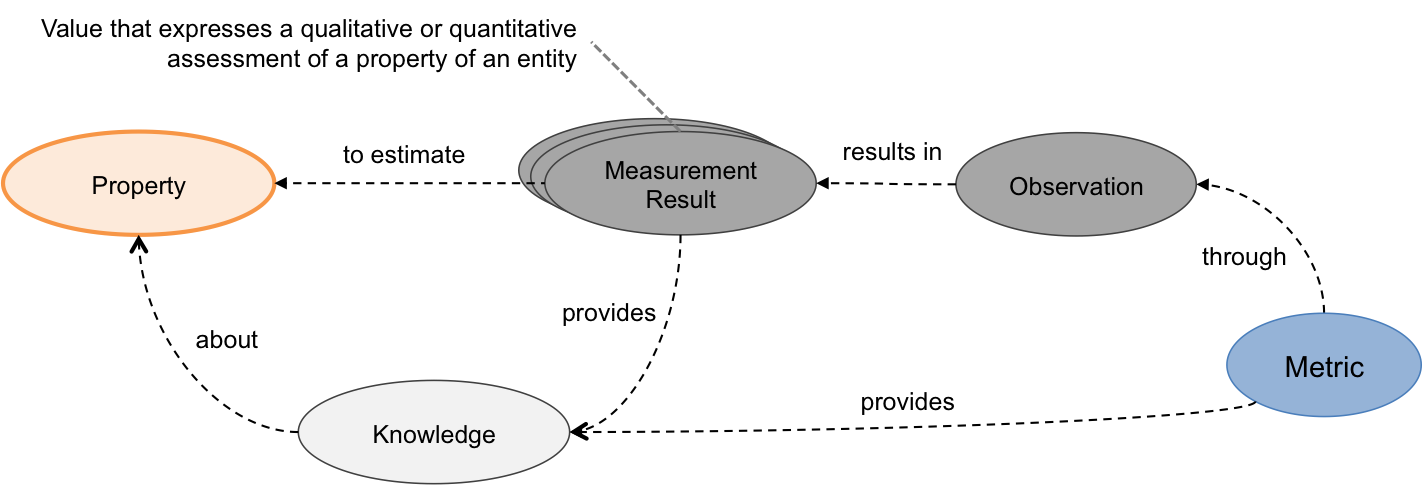 Value that expresses a qualitative or quantitative
assessment of a property of an entity
to estimate
results in
Property
Measurement
Result
Observation
through
provides
about
Metric
provides
Knowledge